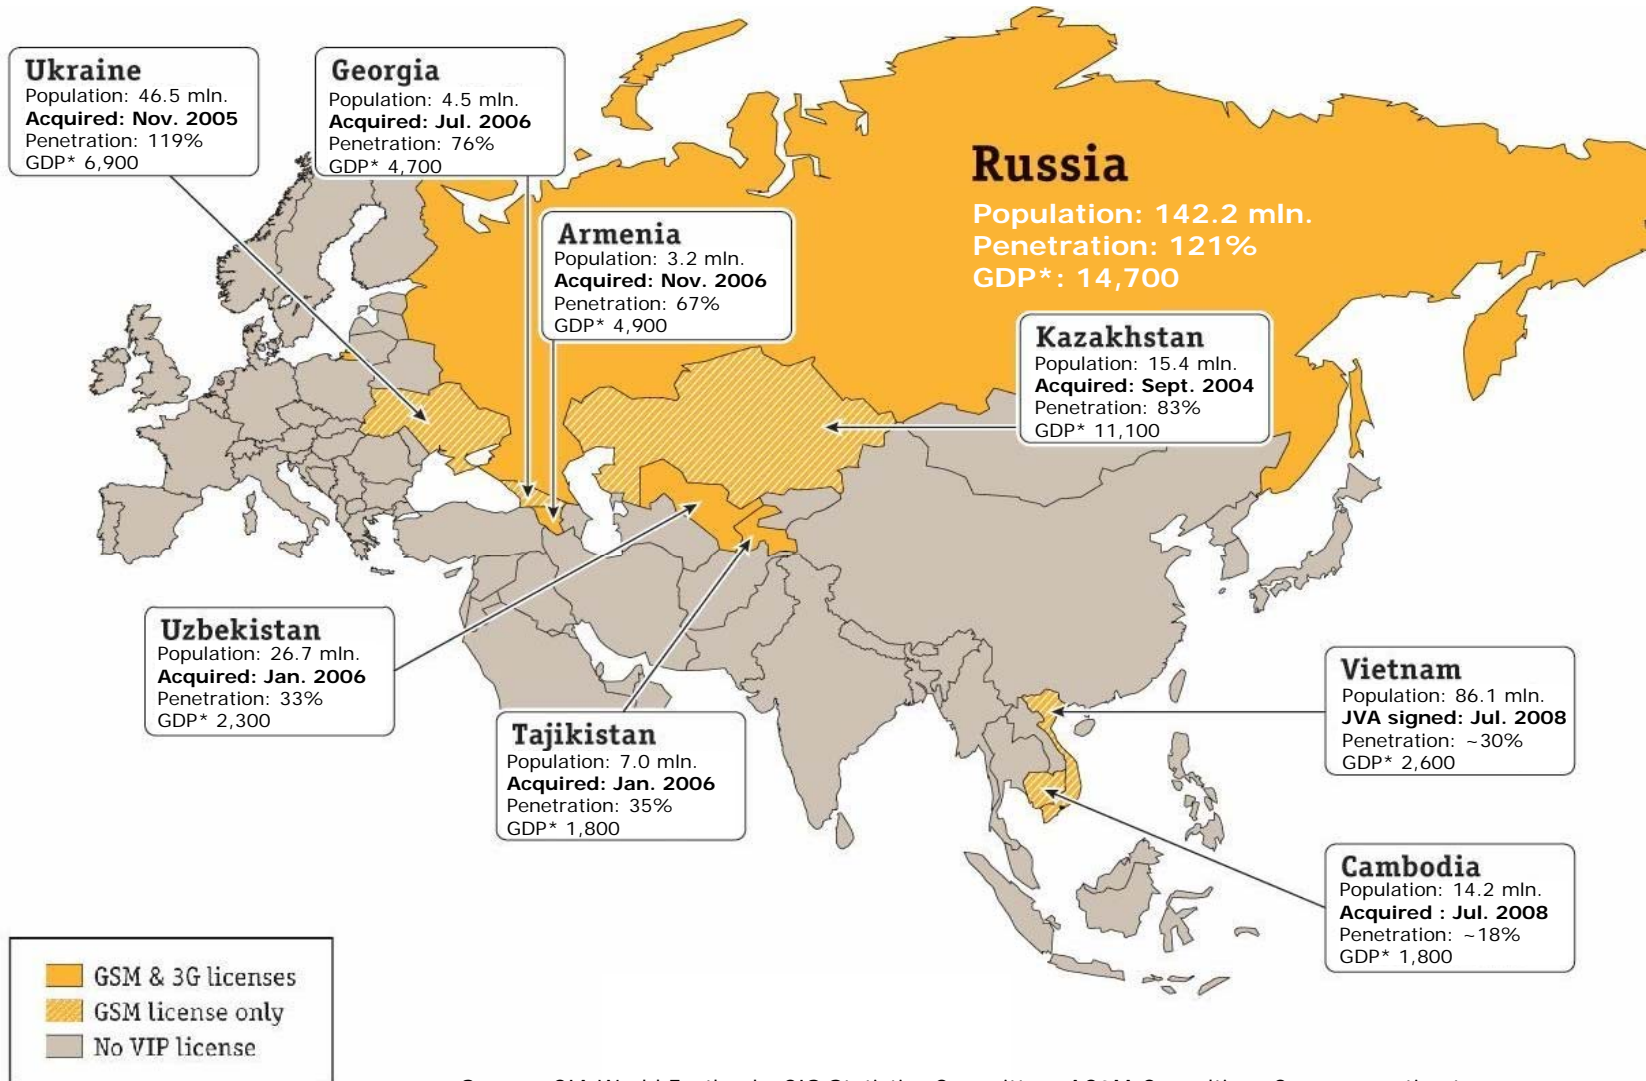 Ukraine
Population: 46.5 mln.
Acquired: Nov. 2005
Penetration: 119%
GDP* 6,900
Georgia
Population: 4.5 mln.
Acquired: Jul. 2006
Penetration: 76%
GDP* 4,700
Armenia
Population: 3.2 mln.
Acquired: Nov. 2006
Penetration: 67%
GDP* 4,900
Russia
Population: 142.2 mln.
Penetration: 121%
GDP*: 14,700
Kazakhstan
Population: 15.4 mln.
Acquired: Sept. 2004
Penetration: 83%
GDP* 11,100
Uzbekistan
Population: 26.7 mln.
Acquired: Jan. 2006
Penetration: 33%
GDP* 2,300
Tajikistan
Population: 7.0 mln.
Acquired: Jan. 2006
Penetration: 35%
GDP* 1,800
Vietnam
Population: 86.1 mln.
JVA signed: Jul. 2008
Penetration: ~30%
GDP* 2,600
Cambodia
Population: 14.2 mln.
Acquired : Jul. 2008
Penetration: ~18%
GDP* 1,800
GSM & 3G licenses
GSM license only
No VIP license